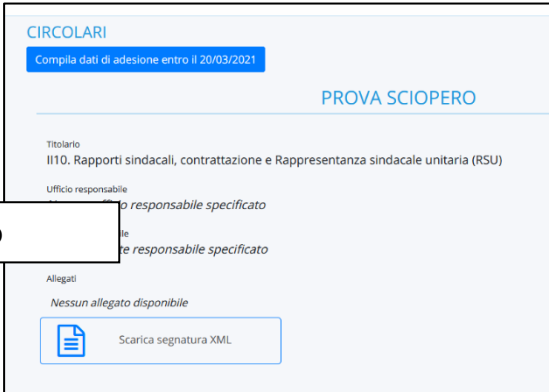 CIRCOLARI
Compila dati di adesione entro il 20/03/2021
PROVA SCIOPERO
Titolario
II10. Rapporti sindacali, contrattazione e Rappresentanza sindacale unitaria (RSU)
Ufficio responsabile
responsabile specificato
responsabile specificato
Allegati
Nessun allegato disponibile
Scarica segnatura XML